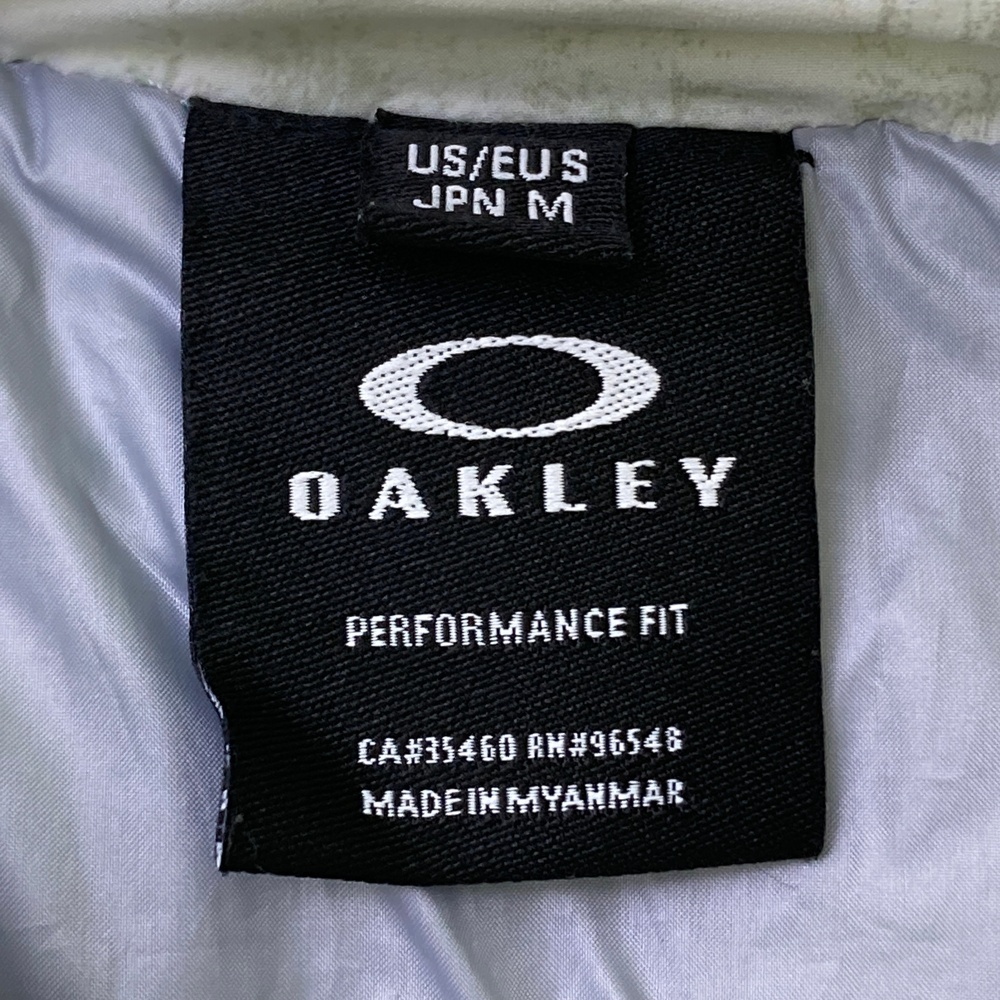 US/EU S
JPN M
OAKLEY
PERFORMANCE FIT
CA#35460 RN#96548
MADE IN MYANMAR